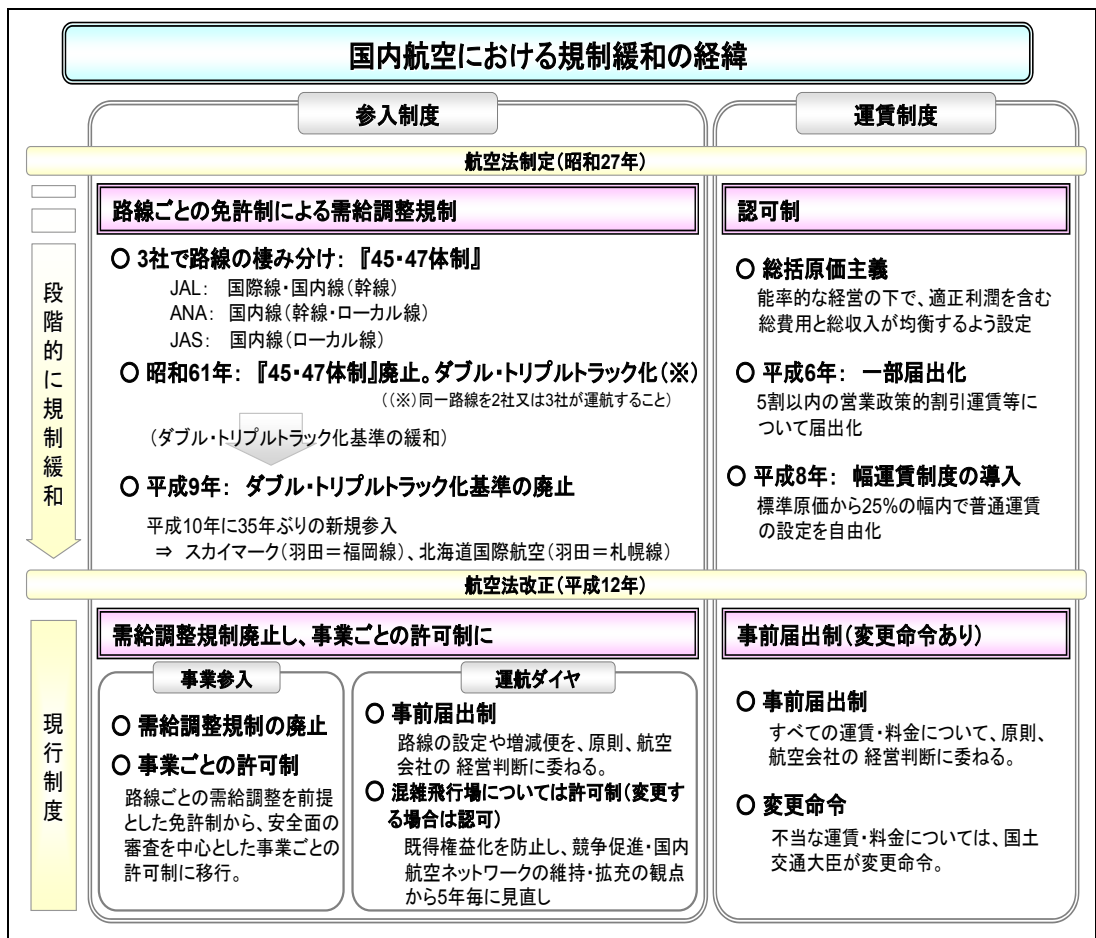 国内航空における規制緩和の経緯
参入制度
運賃制度
航空法制定(昭和27年)
段階的に規制緩和
路線ごとの免許制による需給調整規制
〇 3社で路線の棲み分け: 『45・47体制』
JAL: 国際線・国内線(幹線)
ANA: 国内線(幹線・ローカル線)
JAS: 国内線(ローカル線)
〇 昭和61年: 『45・47体制』廃止。ダブル・トリプルトラック化(※)
((※)同一路線を2社又は3社が運航すること)
(ダブル・トリプルトラック化基準の緩和)
〇 平成9年: ダブル・トリプルトラック化基準の廃止
平成10年に35年ぶりの新規参入
⇒ スカイマーク(羽田=福岡線)、北海道国際航空(羽田=札幌線)
認可制
〇 総括原価主義
能率的な経営の下で、適正利潤を含む
総費用と総収入が均衡するよう設定
〇 平成6年: 一部届出化
5割以内の営業政策的割引運賃等に
ついて届出化
〇 平成8年: 幅運賃制度の導入
標準原価から25%の幅内で普通運賃
の設定を自由化
航空法改正(平成12年)
現行制度
需給調整規制廃止し、事業ごとの許可制に
事業参入
〇 需給調整規制の廃止
〇 事業ごとの許可制
路線ごとの需給調整を前提
とした免許制から、安全面の
審査を中心とした事業ごとの
許可制に移行。
運航ダイヤ
〇 事前届出制
路線の設定や増減便を、原則、航空
会社の 経営判断に委ねる。
〇 混雑飛行場については許可制(変更す
る場合は認可)
既得権益化を防止し、競争促進・国内
航空ネットワークの維持・拡充の観点
から5年毎に見直し
事前届出制(変更命令あり)
〇 事前届出制
すべての運賃・料金について、原則、
航空会社の 経営判断に委ねる。
〇 変更命令
不当な運賃・料金については、国土
交通大臣が変更命令。